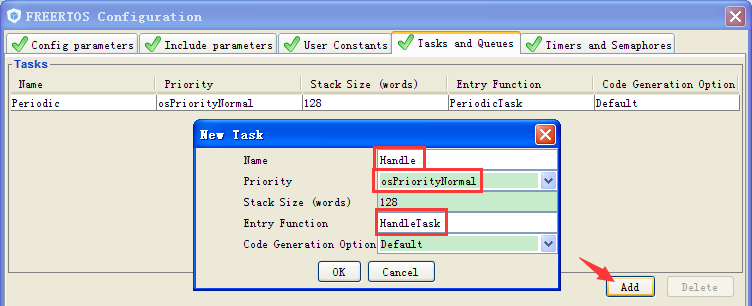 FREERTOS Configuration
Config parameters Include parameters User Constants Tasks and Queues Timers and Semaphores
Tasks
Name Priority Stack Size (words) Entry Function Code Generation Option
Periodic osPriorityNormal 128 PeriodicTask Default
New Task
Name Handle
Priority osPriorityNormal
Stack Size (words) 128
Entry Function HandleTask
Code Generation Option Default
OK Cancel
Add Delete